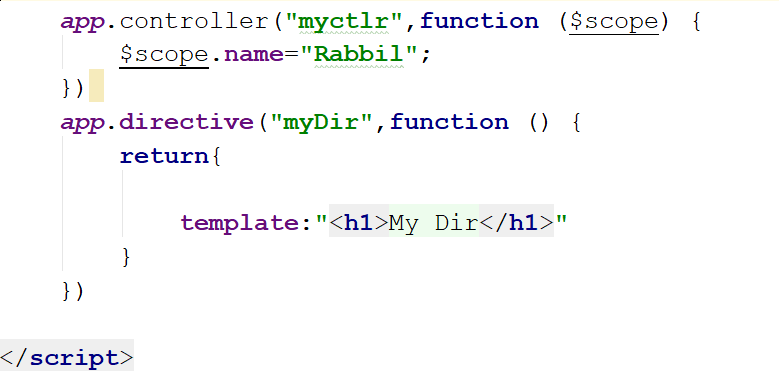 app.controller("myctlr",function ($scope) {
    $scope.name="Rabbil";
})
app.directive("myDir",function () {
    return{
        template:"<h1>My Dir</h1>"
    }
})
</script>